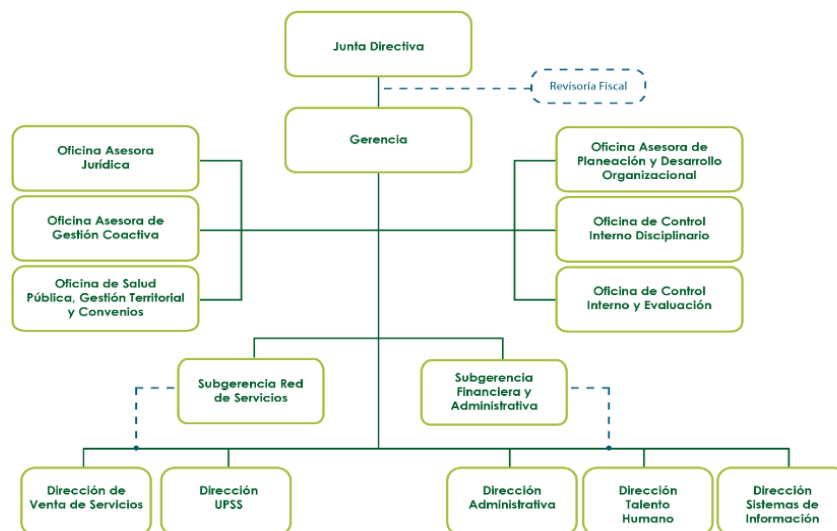 Junta Directiva
Revisoría Fiscal
Gerencia
Oficina Asesora
Jurídica
Oficina Asesora de
Planeación y Desarrollo
Organizacional
Oficina Asesora de
Gestión Coactiva
Oficina de Control
Interno Disciplinario
Oficina de Salud
Pública, Gestión Territorial
y Convenios
Oficina de Control
Interno y Evaluación
Subgerencia Red
de Servicios
Subgerencia
Financiera y
Administrativa
Dirección de
Venta de Servicios
Dirección
UPSS
Dirección
Administrativa
Dirección
Talento
Humano
Dirección
Sistemas de
Información